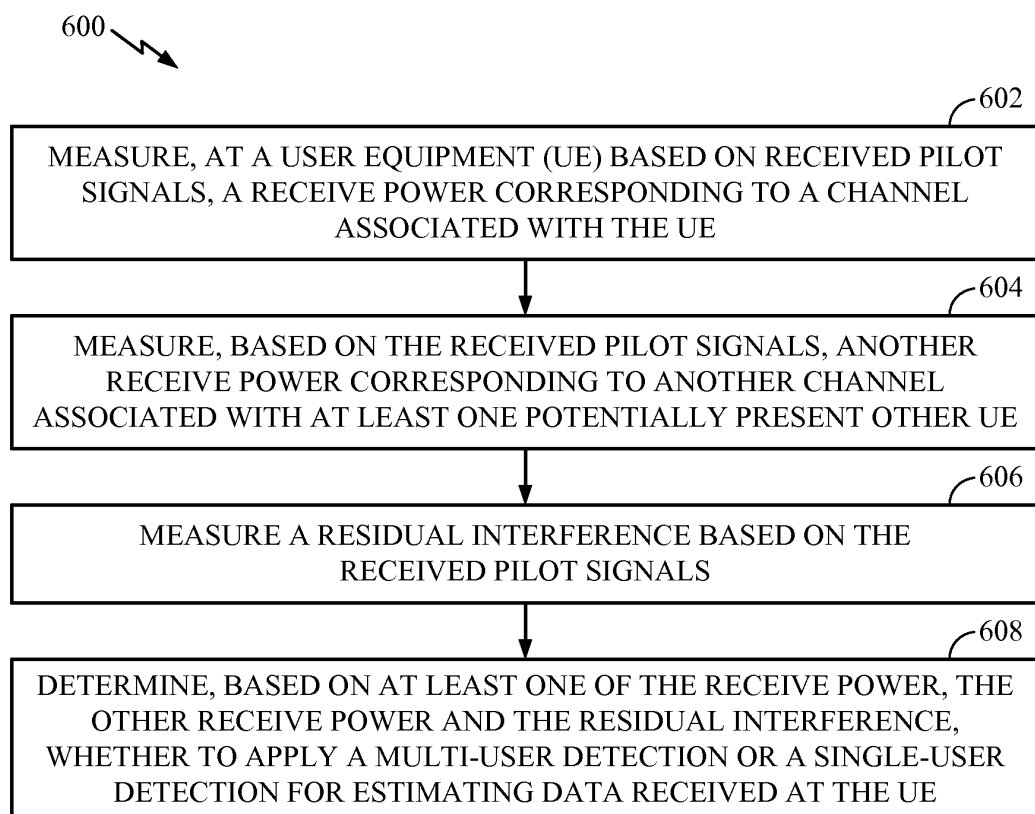 600
602
MEASURE, AT A USER EQUIPMENT (UE) BASED ON RECEIVED PILOT
SIGNALS, A RECEIVE POWER CORRESPONDING TO A CHANNEL
ASSOCIATED WITH THE UE
604
MEASURE, BASED ON THE RECEIVED PILOT SIGNALS, ANOTHER
RECEIVE POWER CORRESPONDING TO ANOTHER CHANNEL
ASSOCIATED WITH AT LEAST ONE POTENTIALLY PRESENT OTHER UE
606
MEASURE A RESIDUAL INTERFERENCE BASED ON THE
RECEIVED PILOT SIGNALS
608
DETERMINE, BASED ON AT LEAST ONE OF THE RECEIVE POWER, THE
OTHER RECEIVE POWER AND THE RESIDUAL INTERFERENCE,
WHETHER TO APPLY A MULTI-USER DETECTION OR A SINGLE-USER
DETECTION FOR ESTIMATING DATA RECEIVED AT THE UE